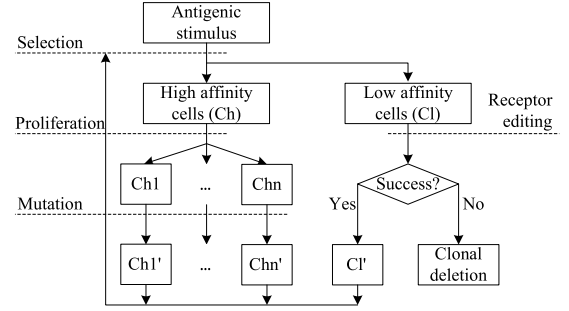 Antigenic
stimulus
Selection
High affinity
cells (Ch)
Low affinity
cells (Cl)
Receptor
editing
Proliferation
Ch1
...
Chn
Success?
Mutation
Yes
No
Ch1'
...
Chn'
Cl'
Clonal
deletion